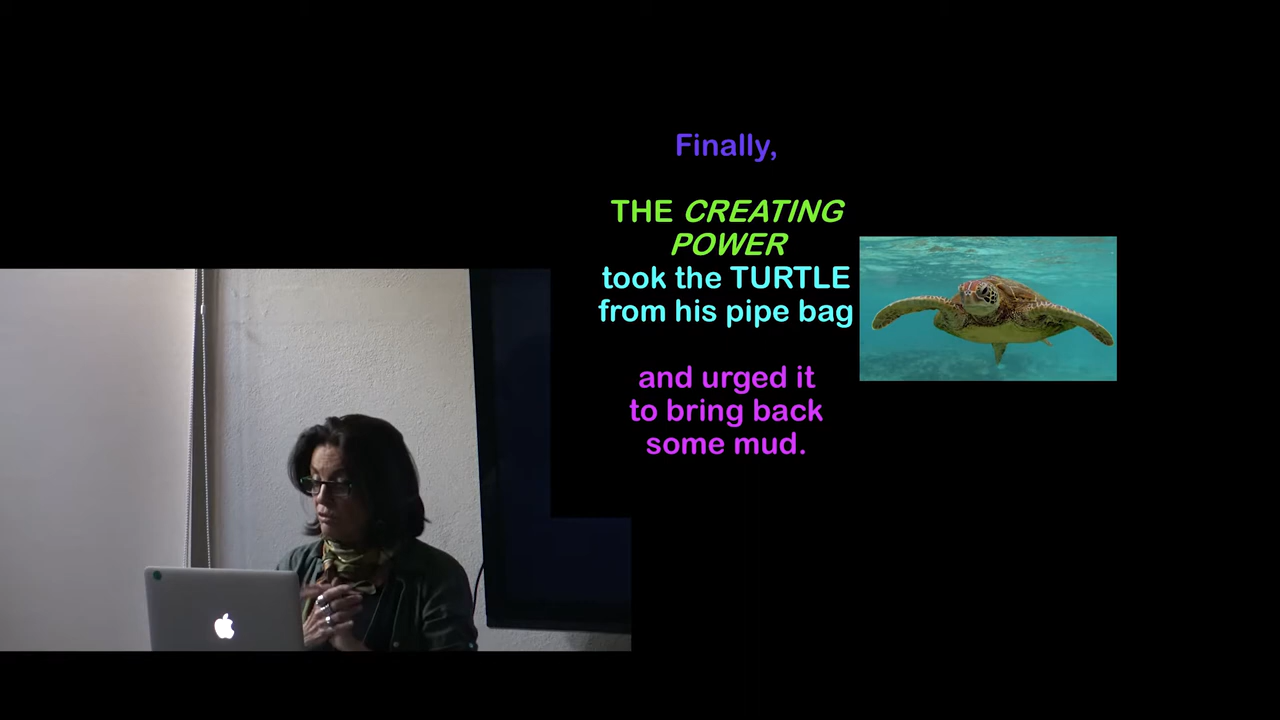 Finally,
THE CREATING
POWER
took the TURTLE
from his pipe bag
and urged it
to bring back
some mud.